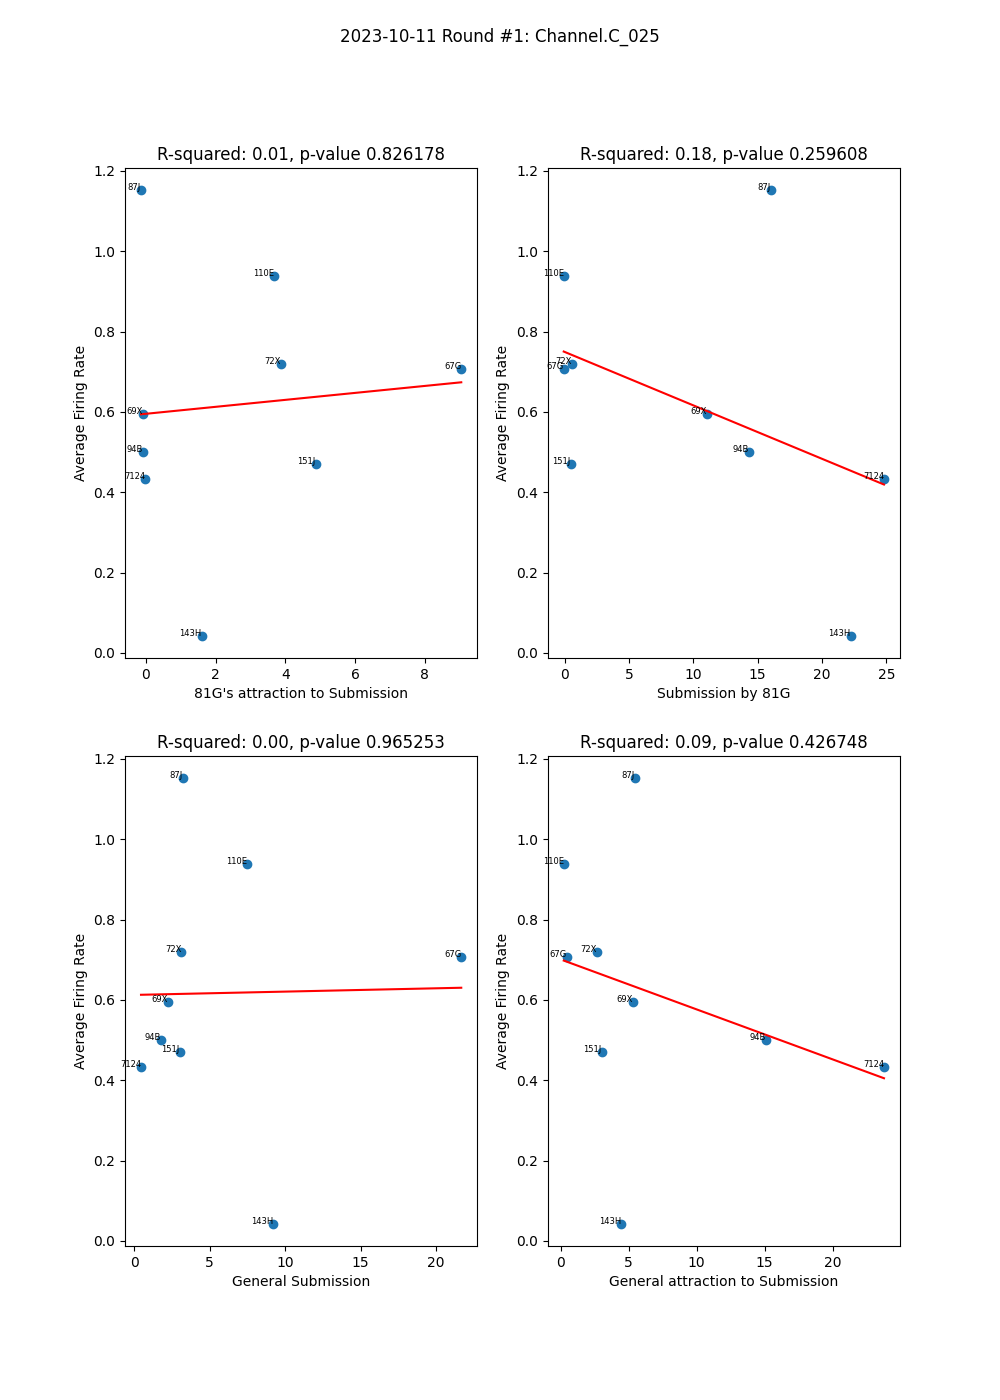 2023-10-11 Round #1: Channel.C_025
R-squared: 0.01, p-value 0.826178
1.2
1.0
0.8
0.6
0.4
0.2
0.0
Average Firing Rate
87J
110E
72X
67G
69X
94B
151J
7124
143H
0 2 4 6 8
81G's attraction to Submission
R-squared: 0.18, p-value 0.259608
1.2
1.0
0.8
0.6
0.4
0.2
0.0
Average Firing Rate
87J
110E
72X
67G
69X
94B
151J
7124
143H
0 5 10 15 20 25
Submission by 81G
R-squared: 0.00, p-value 0.965253
1.2
1.0
0.8
0.6
0.4
0.2
0.0
Average Firing Rate
87J
110E
72X
67G
69X
94B
151J
7124
143H
0 5 10 15 20
General Submission
R-squared: 0.09, p-value 0.426748
1.2
1.0
0.8
0.6
0.4
0.2
0.0
Average Firing Rate
87J
110E
72X
67G
69X
94B
151J
7124
143H
0 5 10 15 20
General attraction to Submission